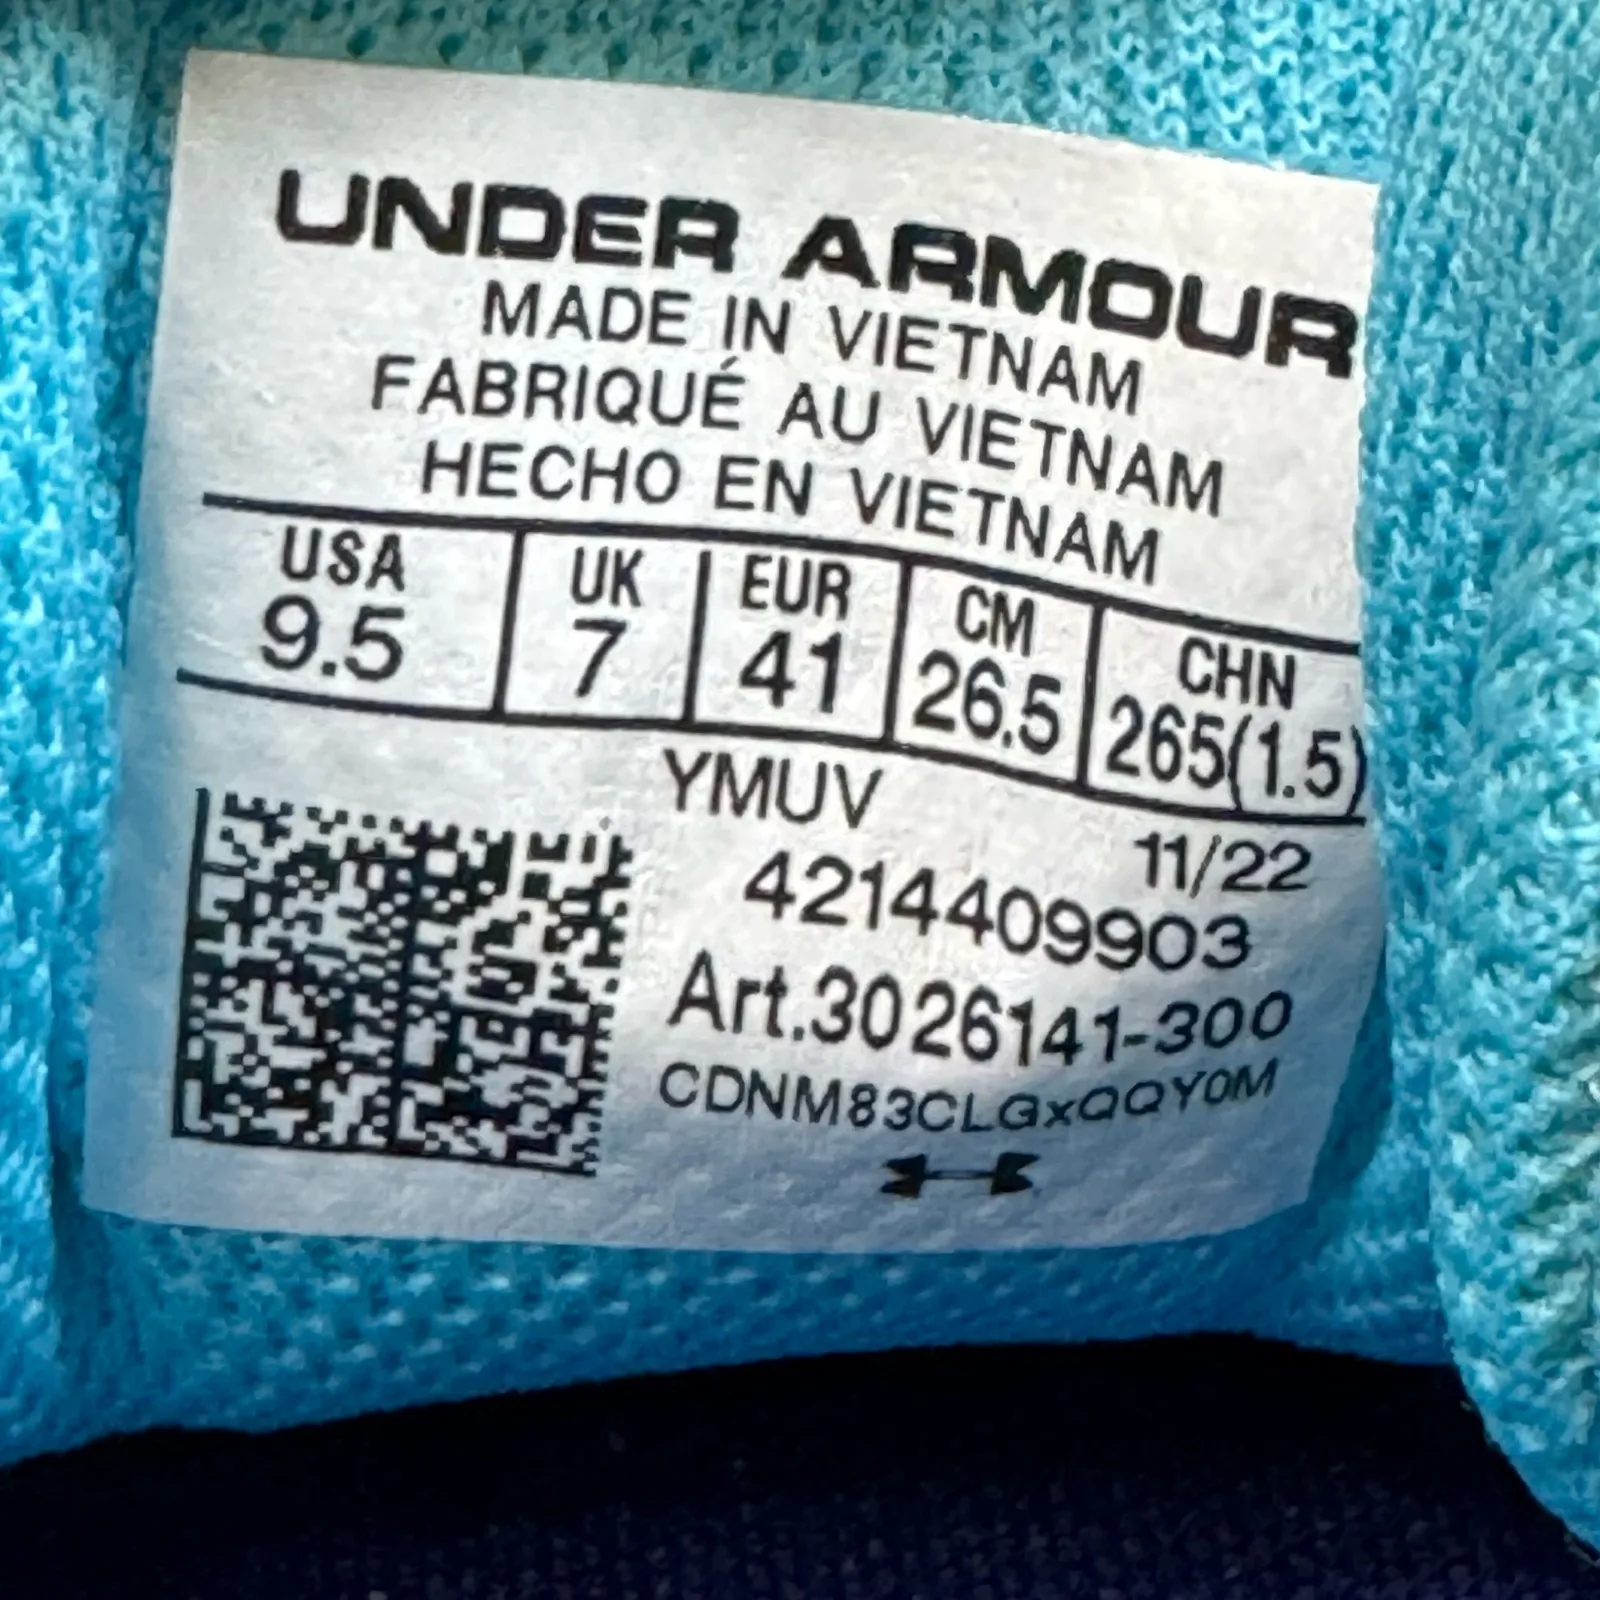 UNDER ARMOUR
MADE IN VIETNAM
FABRIQUÉ AU VIETNAM
HECHO EN VIETNAM
USA UK EUR CM CHN
9.5 7 41 26.5 265(1.5)
YMUV
11/22
4214409903
Art.3026141-300
CDNM83CLGxQQY0M